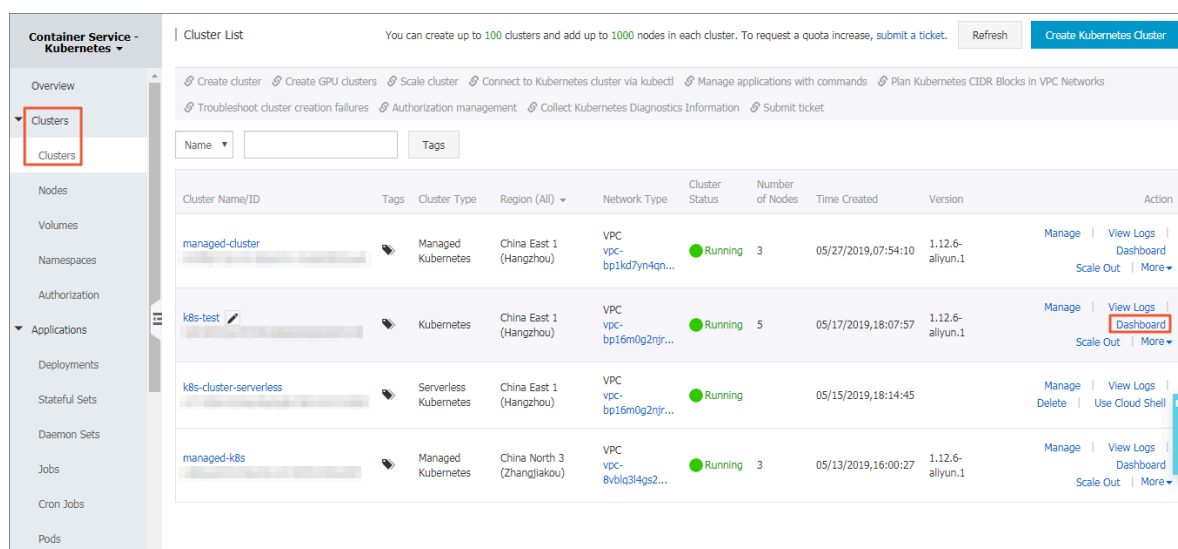 Container Service -
Kubernetes
Overview
Clusters
Clusters
Nodes
Volumes
Namespaces
Authorization
Applications
Deployments
Stateful Sets
Daemon Sets
Jobs
Cron Jobs
Pods
Cluster List
You can create up to 100 clusters and add up to 1000 nodes in each cluster. To request a quota increase, submit a ticket.
Refresh
Create Kubernetes Cluster
Create cluster Create GPU clusters Scale cluster Connect to Kubernetes cluster via kubectl Manage applications with commands Plan Kubernetes CIDR Blocks in VPC Networks
Troubleshoot cluster creation failures Authorization management Collect Kubernetes Diagnostics Information Submit ticket
Name
Tags
Cluster Name/ID Tags Cluster Type Region (All) Network Type Cluster Status Number of Nodes Time Created Version Action
managed-cluster
Managed
Kubernetes
China East 1
(Hangzhou)
VPC
vpc-
bp1kd7yn4qn...
Running
3
05/27/2019,07:54:10
1.12.6-
aliyun.1
Manage | View Logs |
Dashboard
Scale Out | More
k8s-test
Kubernetes
China East 1
(Hangzhou)
VPC
vpc-
bp16m0g2njr...
Running
5
05/17/2019,18:07:57
1.12.6-
aliyun.1
Manage | View Logs |
Dashboard
Scale Out | More
k8s-cluster-serverless
Serverless
Kubernetes
China East 1
(Hangzhou)
VPC
vpc-
bp16m0g2njr...
Running
05/15/2019,18:14:45
Manage | View Logs |
Delete | Use Cloud Shell
managed-k8s
Managed
Kubernetes
China North 3
(Zhangjiakou)
VPC
vpc-
8vblq3l4gs2...
Running
3
05/13/2019,16:00:27
1.12.6-
aliyun.1
Manage | View Logs |
Dashboard
Scale Out | More